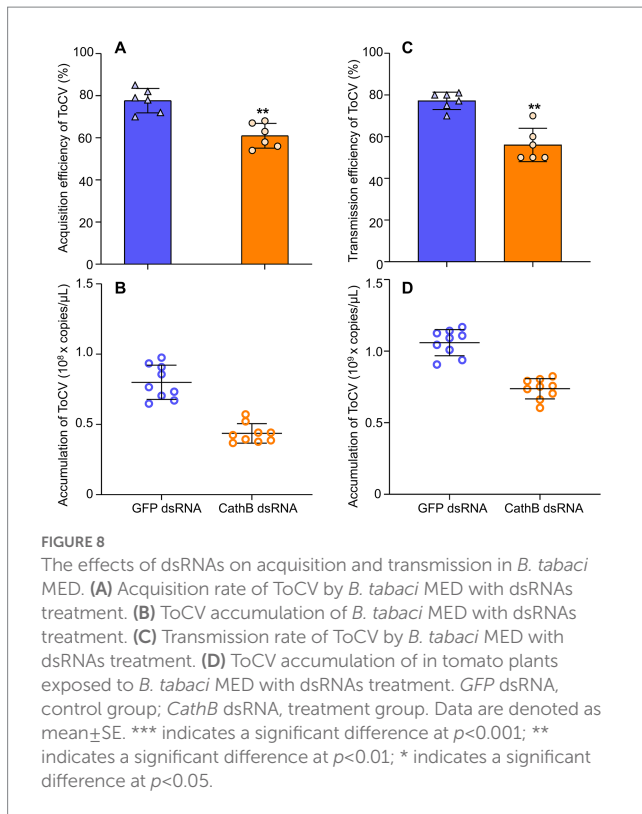 A
Acquisition efficiency of ToCV (%)
100
80
60
40
20
0
**
C
Transmission efficiency of ToCV (%)
100
80
60
40
20
0
**
B
Accumulation of ToCV (10⁸ x copies/µL)
1.5
1.0
0.5
0
GFP dsRNA CathB dsRNA
D
Accumulation of ToCV (10⁹ x copies/µL)
1.5
1.0
0.5
0
GFP dsRNA CathB dsRNA
FIGURE 8
The effects of dsRNAs on acquisition and transmission in B. tabaci
MED. (A) Acquisition rate of ToCV by B. tabaci MED with dsRNAs
treatment. (B) ToCV accumulation of B. tabaci MED with dsRNAs
treatment. (C) Transmission rate of ToCV by B. tabaci MED with
dsRNAs treatment. (D) ToCV accumulation of in tomato plants
exposed to B. tabaci MED with dsRNAs treatment. GFP dsRNA,
control group; CathB dsRNA, treatment group. Data are denoted as
mean±SE. *** indicates a significant difference at p<0.001; **
indicates a significant difference at p<0.01; * indicates a significant
difference at p<0.05.